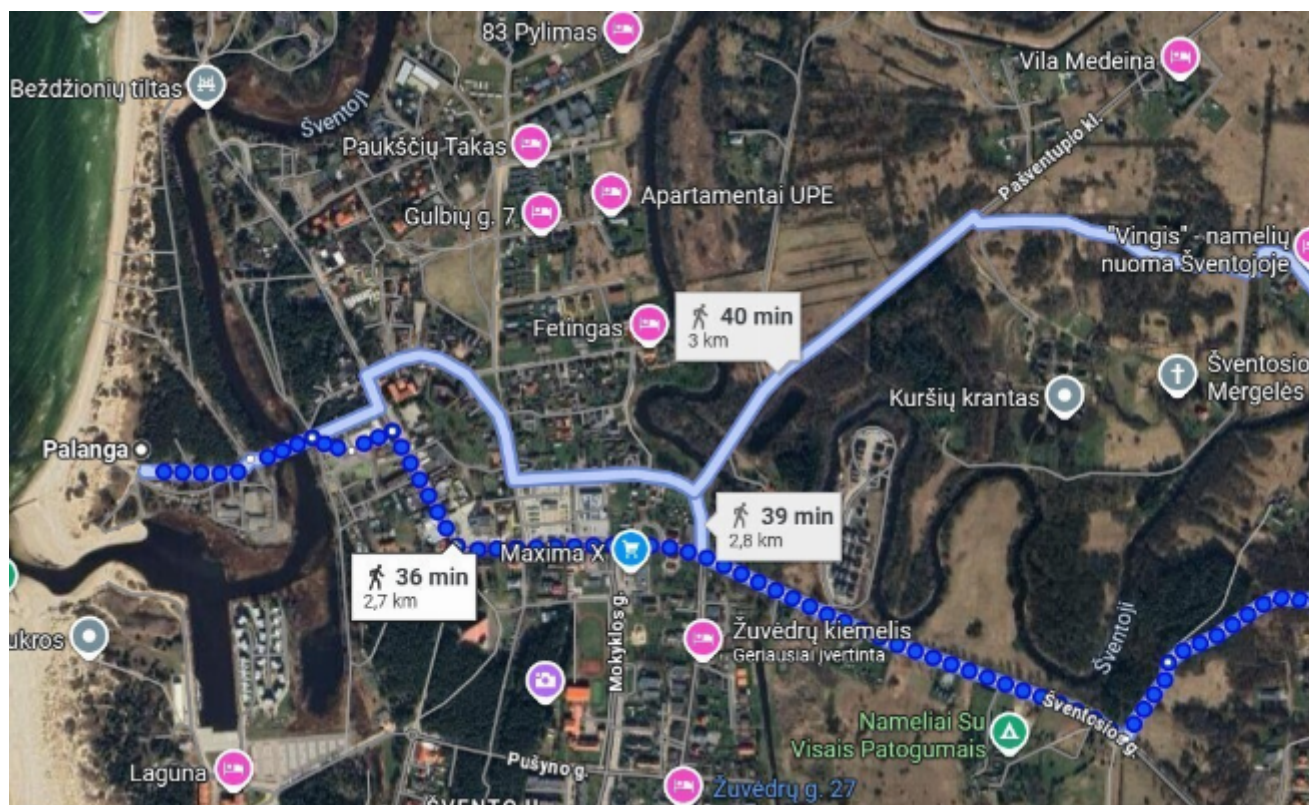 83 Pylimas
Vila Medeina
Beždžionių tiltas
Šventoji
Paukščių Takas
Pašventupio kl.
Apartamentai UPE
Gulbių g. 7
"Vingis" - namelių
nuoma Šventojoje
40 min
3 km
Fetingas
Šventosio
Mergelės
Kuršių krantas
Palanga
39 min
2,8 km
Maxima X
36 min
2,7 km
ukros
Žuvėdrų kiemelis
Geriausiai įvertinta
Mokyklos g.
Šventoji
Šventosios g.
Nameliai Su
Visais Patogumais
Laguna
Pušyno g.
Žuvėdrų g. 27